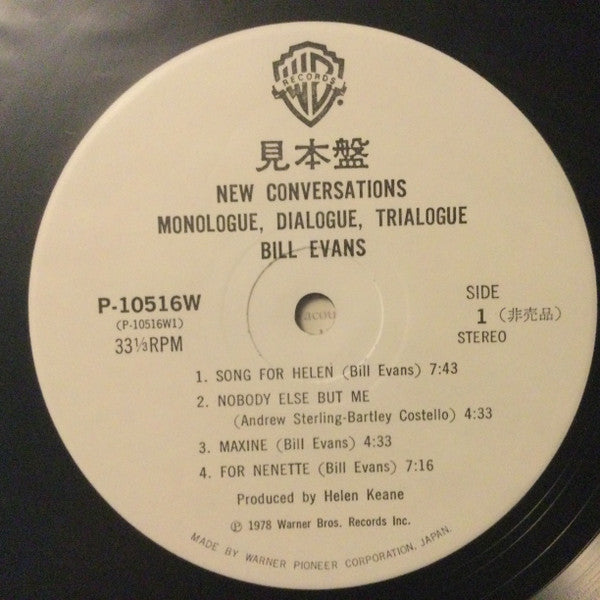 WB
RECORDS
見本盤
NEW CONVERSATIONS
MONOLOGUE, DIALOGUE, TRIALOGUE
BILL EVANS
P-10516W
(P-10516W1)
33⅓RPM
SIDE
1 (非売品)
STEREO
acou
1. SONG FOR HELEN (Bill Evans) 7:43
2. NOBODY ELSE BUT ME
(Andrew Sterling-Bartley Costello) 4:33
3. MAXINE (Bill Evans) 4:33
4. FOR NENETTE (Bill Evans) 7:16
Produced by Helen Keane
℗ 1978 Warner Bros. Records Inc.
MADE BY WARNER PIONEER CORPORATION, JAPAN.